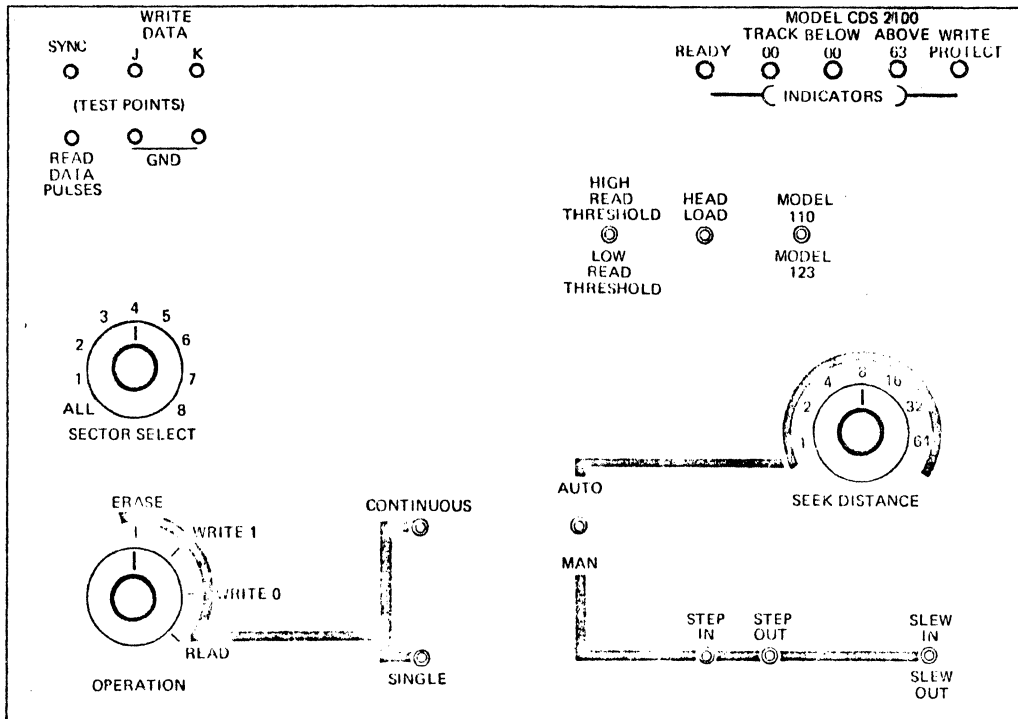 WRITE
DATA
SYNC J K
(TEST POINTS)
READ
DATA
PULSES
GND
MODEL CDS 2100
TRACK BELOW ABOVE WRITE
READY 00 00 63 PROTECT
INDICATORS
HIGH
READ
THRESHOLD
LOW
READ
THRESHOLD
HEAD
LOAD
MODEL
110
MODEL
123
ALL 1 2 3 4 5 6 7 8
SECTOR SELECT
1 2 4 8 16 32 61
SEEK DISTANCE
ERASE
WRITE 1
WRITE 0
READ
OPERATION
CONTINUOUS
SINGLE
AUTO
MAN
STEP
IN
STEP
OUT
SLEW
IN
SLEW
OUT